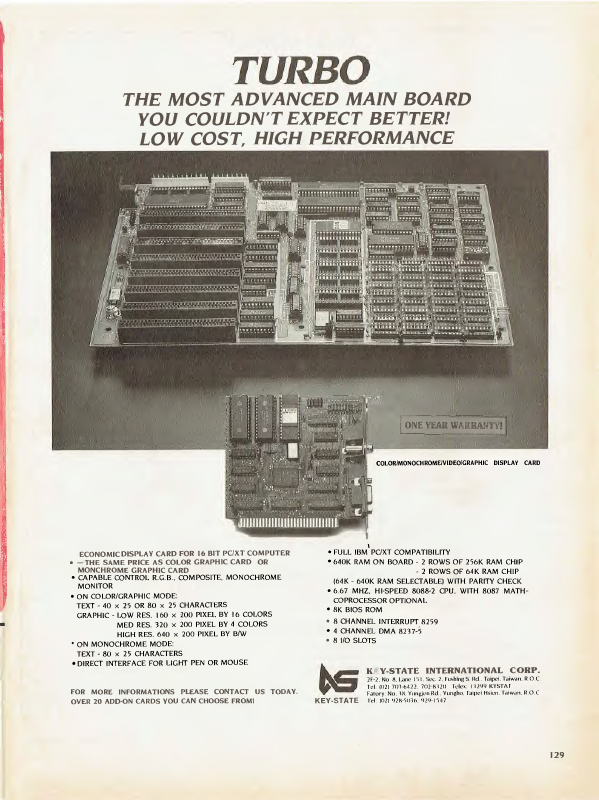 TURBO
THE MOST ADVANCED MAIN BOARD
YOU COULDN'T EXPECT BETTER!
LOW COST, HIGH PERFORMANCE
ONE YEAR WARRANTY!
COLOR/MONOCHROME/VIDEO/GRAPHIC DISPLAY CARD
ECONOMIC DISPLAY CARD FOR 16 BIT PC/XT COMPUTER
• — THE SAME PRICE AS COLOR GRAPHIC CARD OR
MONCHROME GRAPHIC CARD
• CAPABLE CONTROL R.G.B., COMPOSITE, MONOCHROME
MONITOR
• ON COLOR/GRAPHIC MODE:
TEXT - 40 × 25 OR 80 × 25 CHARACTERS
GRAPHIC - LOW RES. 160 × 200 PIXEL BY 16 COLORS
MED RES. 320 × 200 PIXEL BY 4 COLORS
HIGH RES. 640 × 200 PIXEL BY B/W
• ON MONOCHROME MODE:
TEXT - 80 × 25 CHARACTERS
• DIRECT INTERFACE FOR LIGHT PEN OR MOUSE
FOR MORE INFORMATIONS PLEASE CONTACT US TODAY.
OVER 20 ADD-ON CARDS YOU CAN CHOOSE FROM!
• FULL IBM PC/XT COMPATIBILITY
• 640K RAM ON BOARD - 2 ROWS OF 256K RAM CHIP
- 2 ROWS OF 64K RAM CHIP
(64K - 640K RAM SELECTABLE) WITH PARITY CHECK
• 6.67 MHZ, HI-SPEED 8088-2 CPU. WITH 8087 MATH-
COPROCESSOR OPTIONAL
• 8K BIOS ROM
• 8 CHANNEL INTERRUPT 8259
• 4 CHANNEL DMA 8237-5
• 8 I/O SLOTS
KEY-STATE
KEY-STATE INTERNATIONAL CORP.
2F-2, No. 8, Lane 151, Sec. 2, Fushing S. Rd., Taipei, Taiwan, R.O.C
Tel: (02) 701-6422, 702-8320 Telex: 13299 KYSTAT
Fatory: No. 38, Yungjen Rd., Yungho, Taipei Hsien, Taiwan, R.O.C
Tel: (02) 928-5036, 929-1547
129